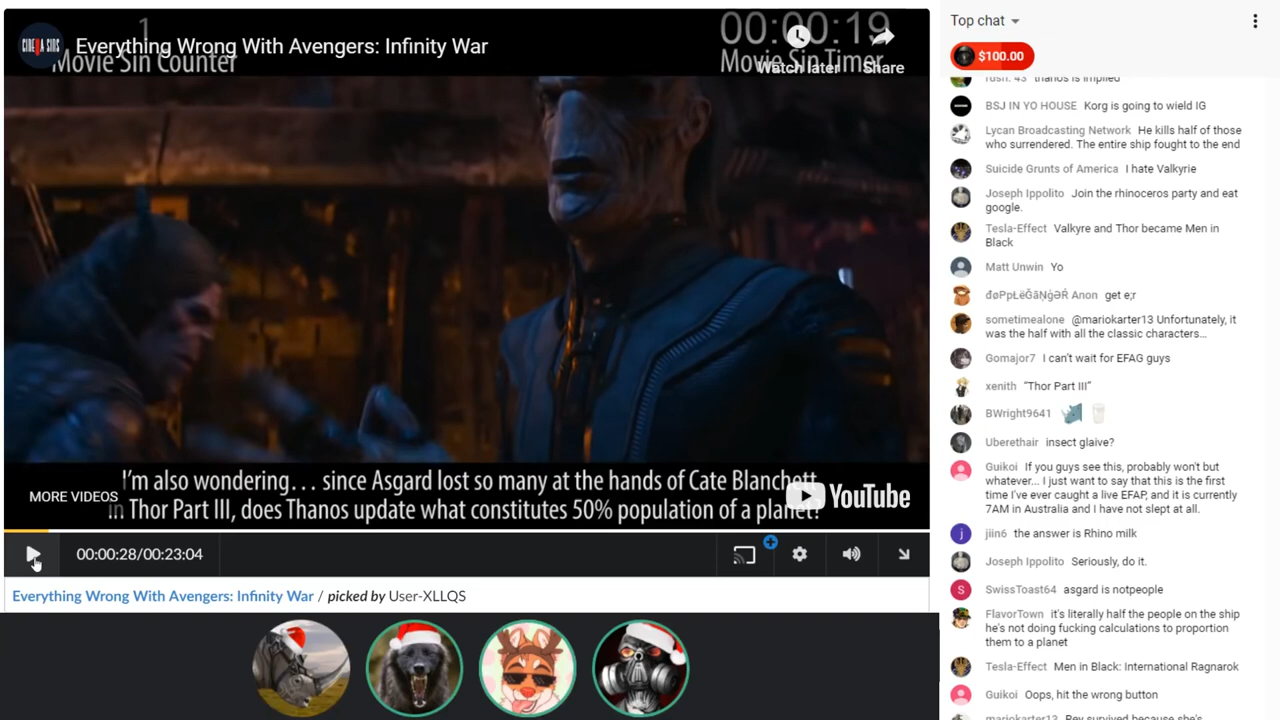 CINEMA SINS
Everything Wrong With Avengers: Infinity War
1
Movie Sin Counter
00:00:19
Movie Sin Timer
Watch later
Share
I'm also wondering... since Asgard lost so many at the hands of Cate Blanchett
in Thor Part III, does Thanos update what constitutes 50% population of a planet?
MORE VIDEOS
YouTube
00:00:28/00:23:04
Everything Wrong With Avengers: Infinity War / picked by User-XLLQS
Top chat
$100.00
rush. 43 thanos is implied
BSJ IN YO HOUSE Korg is going to wield IG
Lycan Broadcasting Network He kills half of those
who surrendered. The entire ship fought to the end
Suicide Grunts of America I hate Valkyrie
Joseph Ippolito Join the rhinoceros party and eat
google.
Tesla-Effect Valkyre and Thor became Men in
Black
Matt Unwin Yo
Anon get e;r
sometimealone @mariokarter13 Unfortunately, it
was the half with all the classic characters...
Gomajor7 I can't wait for EFAG guys
xenith “Thor Part III”
BWright9641
Uberethair insect glaive?
Guikoi If you guys see this, probably won't but
whatever... I just want to say that this is the first
time I've ever caught a live EFAP, and it is currently
7AM in Australia and I have not slept at all.
j
jiin6 the answer is Rhino milk
Joseph Ippolito Seriously, do it.
S
SwissToast64 asgard is notpeople
FlavorTown it's literally half the people on the ship
he's not doing fucking calculations to proportion
them to a planet
Tesla-Effect Men in Black: International Ragnarok
Guikoi Oops, hit the wrong button
mariokarter13 Rey survived because she's